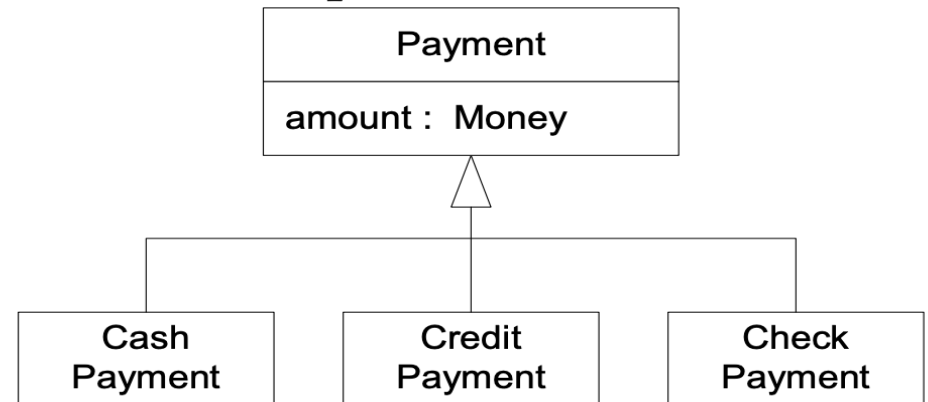 Payment
amount : Money
Cash
Payment
Credit
Payment
Check
Payment